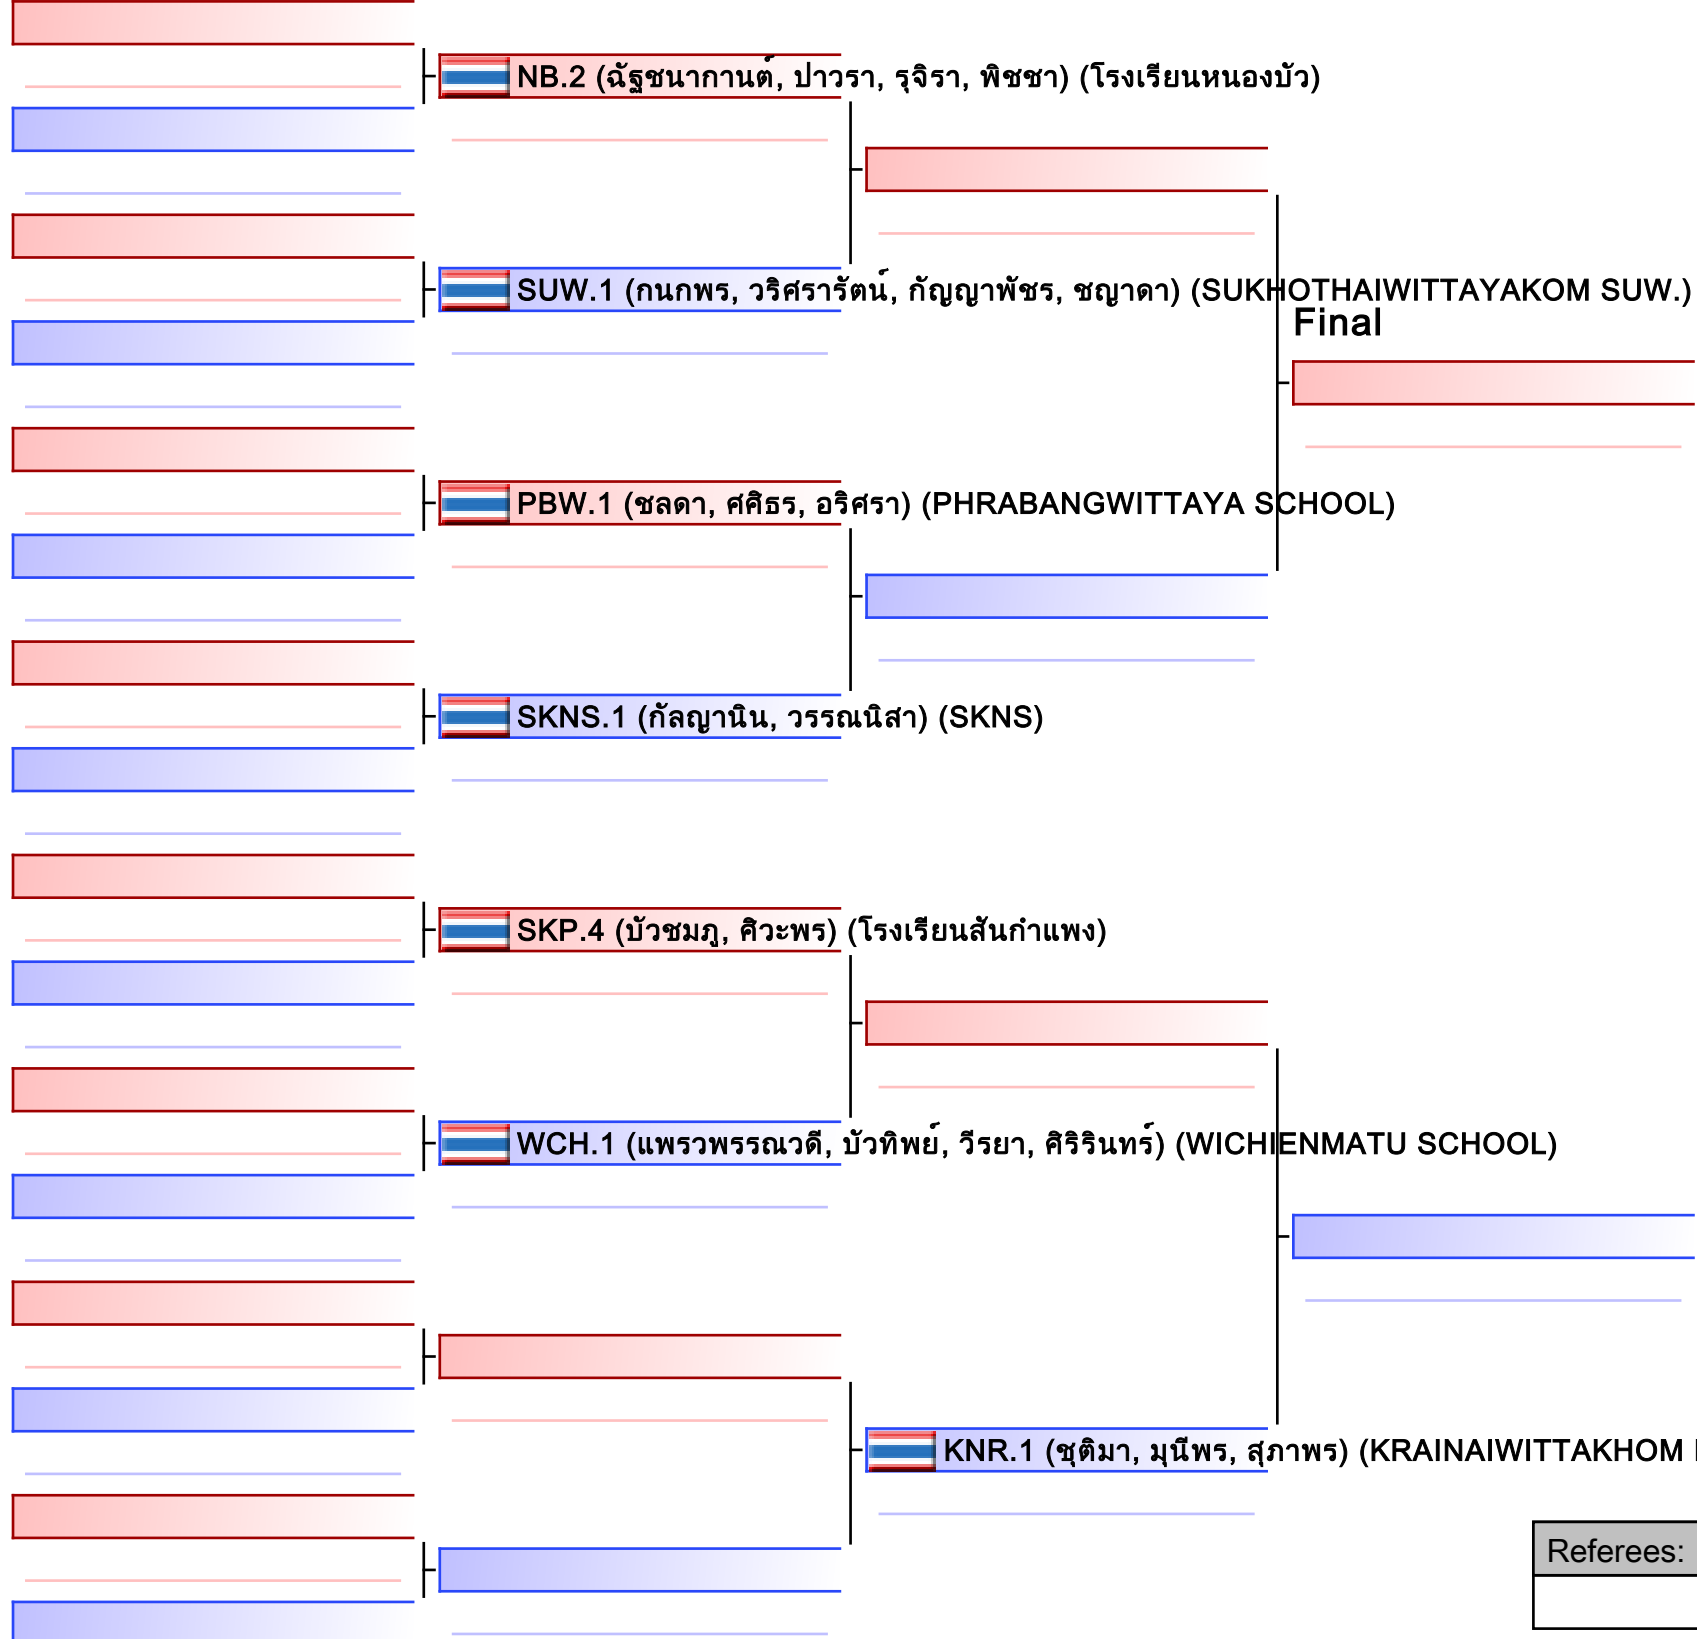 NB.2 (ฉัฐชนากานต์, ปาวรา, รุจิรา, พิชชา) (โรงเรียนหนองบัว)
SUW.1 (กนกพร, วริศรารัตน์, กัญญาพัชร, ชญาดา) (SUKHOTHAIWITTAYAKOM SUW.)
Final
PBW.1 (ชลดา, ศศิธร, อริศรา) (PHRABANGWITTAYA SCHOOL)
SKNS.1 (กัลญานิน, วรรณนิสา) (SKNS)
SKP.4 (บัวชมภู, ศิวะพร) (โรงเรียนสันกำแพง)
WCH.1 (แพรวพรรณวดี, บัวทิพย์, วีรยา, ศิริรินทร์) (WICHIENMATU SCHOOL)
KNR.1 (ชุติมา, มุนีพร, สุภาพร) (KRAINAIWITTAKHOM
Referees: